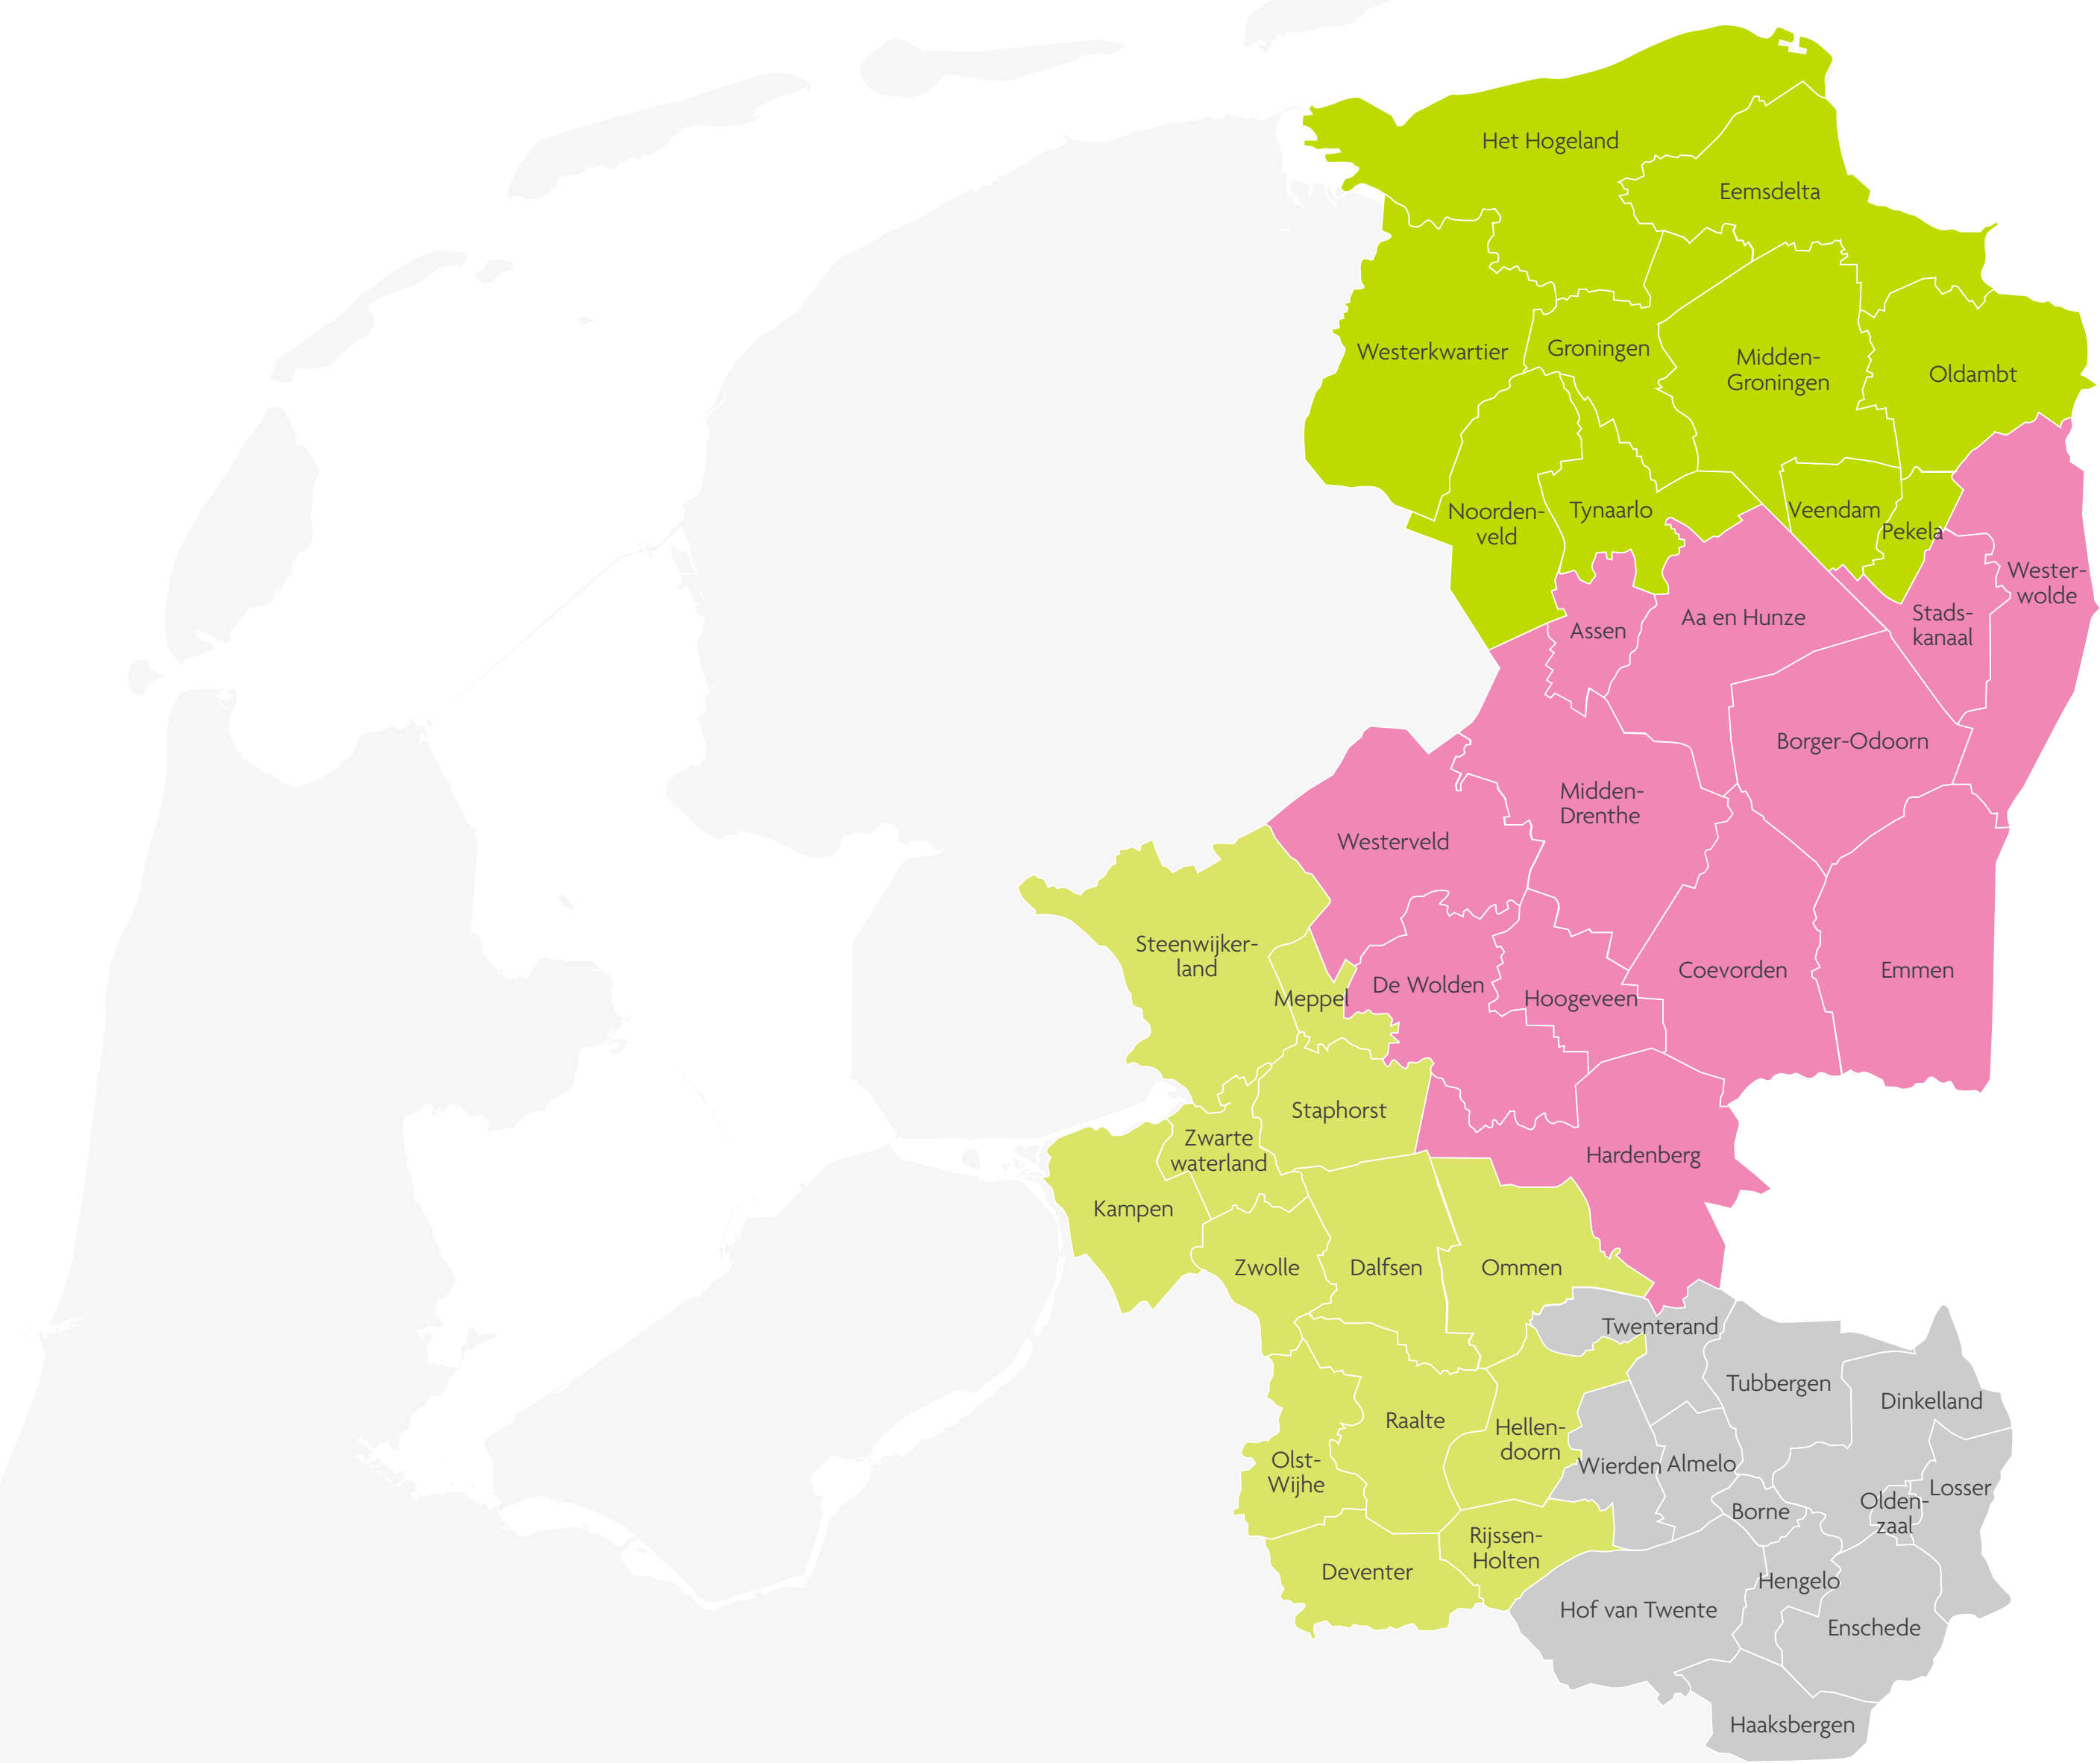 Het Hogeland
Eemsdelta
Westerkwartier
Groningen
Midden-
Groningen
Oldambt
Noorden-
veld
Tynaarlo
Veendam
Pekela
Wester-
wolde
Assen
Aa en Hunze
Stads-
kanaal
Borger-Odoorn
Midden-
Drenthe
Westerveld
Steenwijker-
land
Meppel
De Wolden
Hoogeveen
Coevorden
Emmen
Staphorst
Zwarte
waterland
Hardenberg
Kampen
Zwolle
Dalfsen
Ommen
Twenterand
Tubbergen
Dinkelland
Raalte
Hellen-
doorn
Olst-
Wijhe
Wierden
Almelo
Losser
Borne
Olden-
zaal
Rijssen-
Holten
Deventer
Hengelo
Hof van Twente
Enschede
Haaksbergen